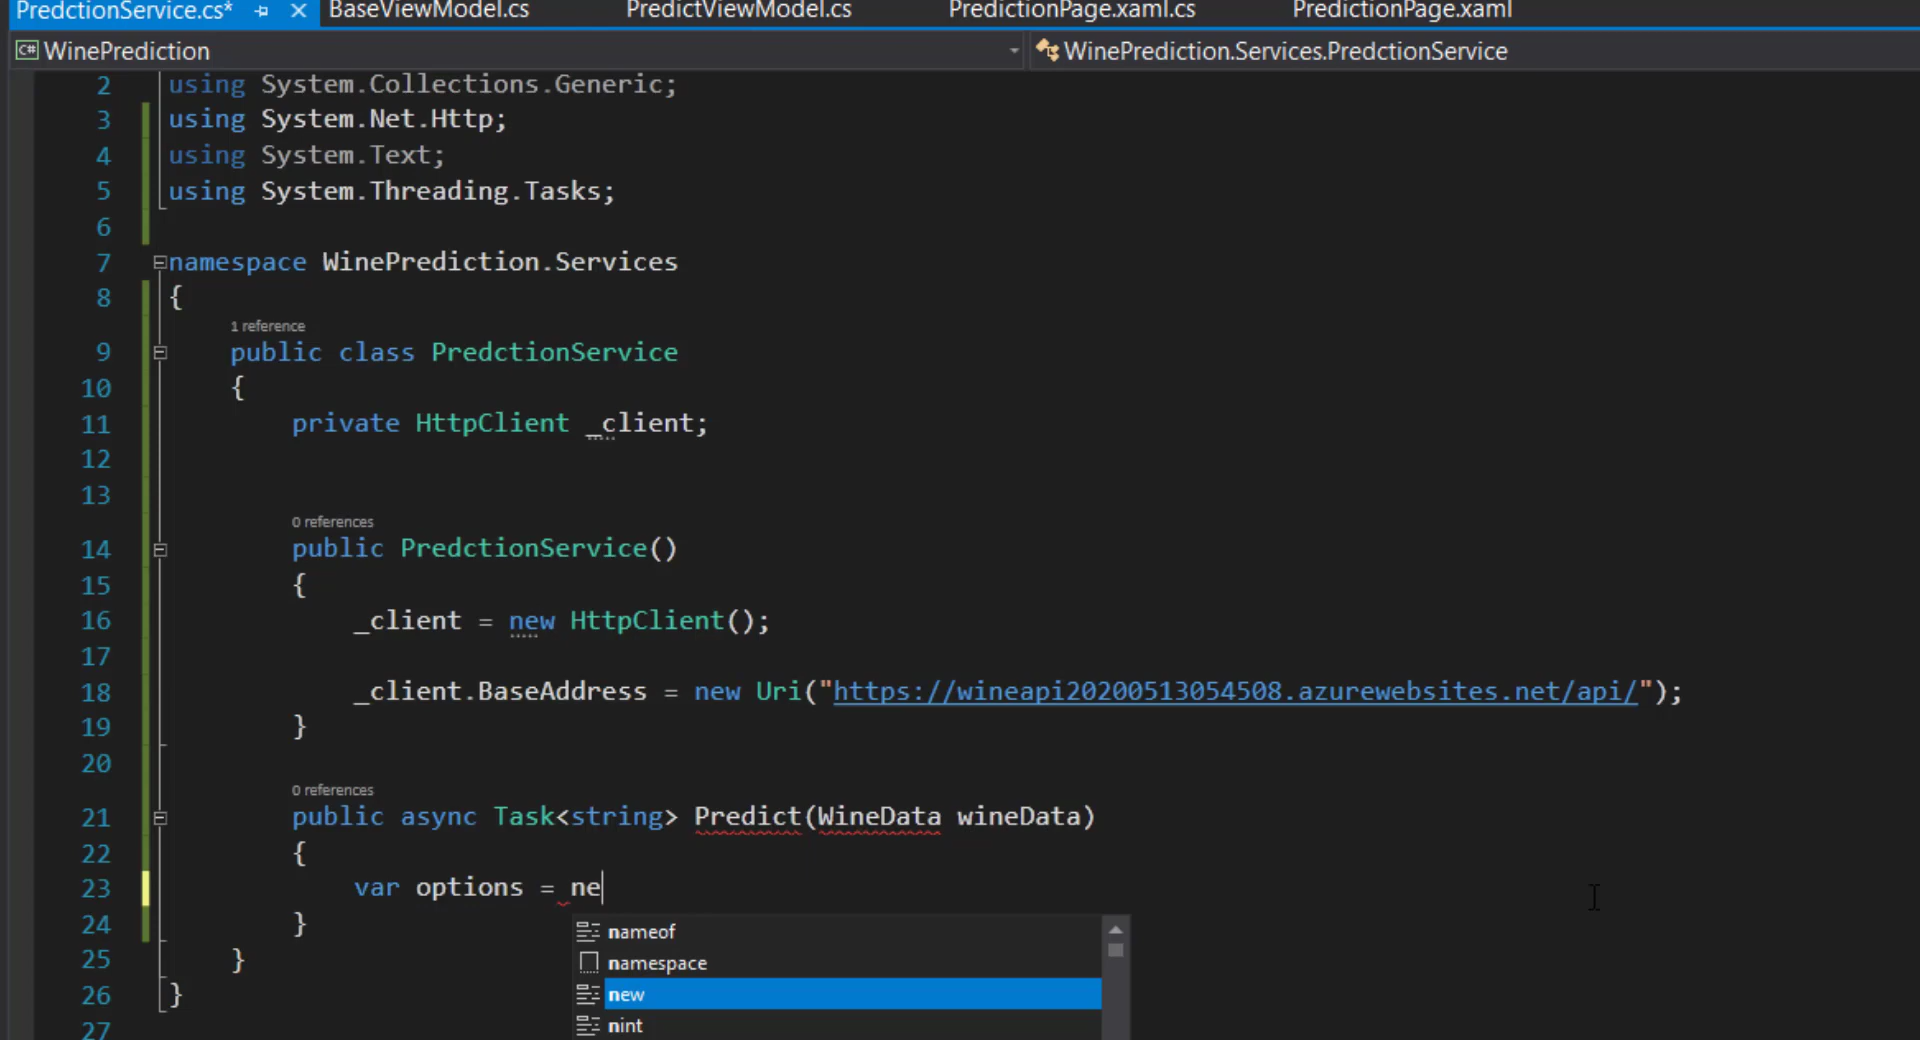 PredctionService.cs* BaseViewModel.cs PredictViewModel.cs PredictionPage.xaml.cs PredictionPage.xaml
C# WinePrediction WinePrediction.Services.PredctionService
2 using System.Collections.Generic;
3 using System.Net.Http;
4 using System.Text;
5 using System.Threading.Tasks;
6
7 namespace WinePrediction.Services
8 {
1 reference
9 public class PredctionService
10 {
11 private HttpClient _client;
12
13
0 references
14 public PredctionService()
15 {
16 _client = new HttpClient();
17
18 _client.BaseAddress = new Uri("https://wineapi20200513054508.azurewebsites.net/api/");
19 }
20
0 references
21 public async Task<string> Predict(WineData wineData)
22 {
23 var options = ne
24 }
nameof
25 }
namespace
26 }
new
27
nint